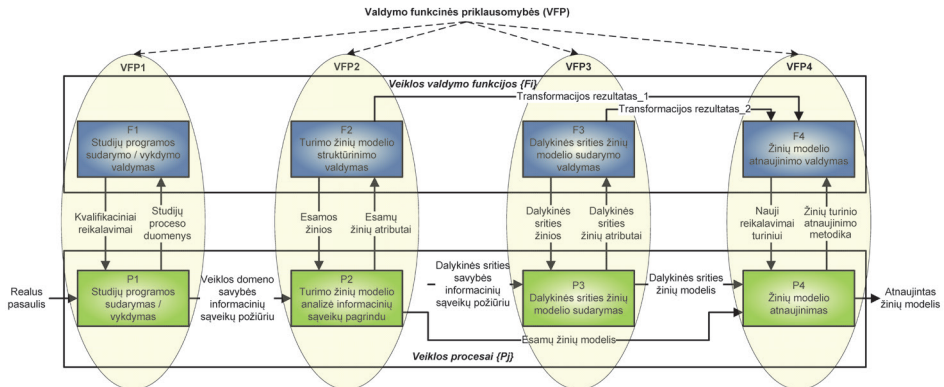 Valdymo funkcinės priklausomybės (VFP)
VFP1
VFP2
VFP3
VFP4
Veiklos valdymo funkcijos {Fi}
Transformacijos rezultatas_1
Transformacijos rezultatas_2
F1
Studijų programos
sudarymo / vykdymo
valdymas
F2
Turimo žinių modelio
struktūrinimo
valdymas
F3
Dalykinės srities žinių
modelio sudarymo
valdymas
F4
Žinių modelio
atnaujinimo valdymas
Kvalifikaciniai
reikalavimai
Studijų
proceso
duomenys
Esamos
žinios
Esamų
žinių atributai
Dalykinės
srities
žinios
Dalykinės
srities
žinių atributai
Nauji
reikalavimai
turiniui
Žinių turinio
atnaujinimo
metodika
Realus
pasaulis
P1
Studijų programos
sudarymas /
vykdymas
Veiklos domeno
savybės
informacinių
sąveikų požiūriu
P2
Turimo žinių modelio
analizė informacinių
sąveikų pagrindu
Dalykinės srities
savybės
informacinių
sąveikų požiūriu
P3
Dalykinės srities žinių
modelio sudarymas
Dalykinės srities
žinių modelis
P4
Žinių modelio
atnaujinimas
Atnaujintas
žinių modelis
Esamų žinių modelis
Veiklos procesai {Pj}